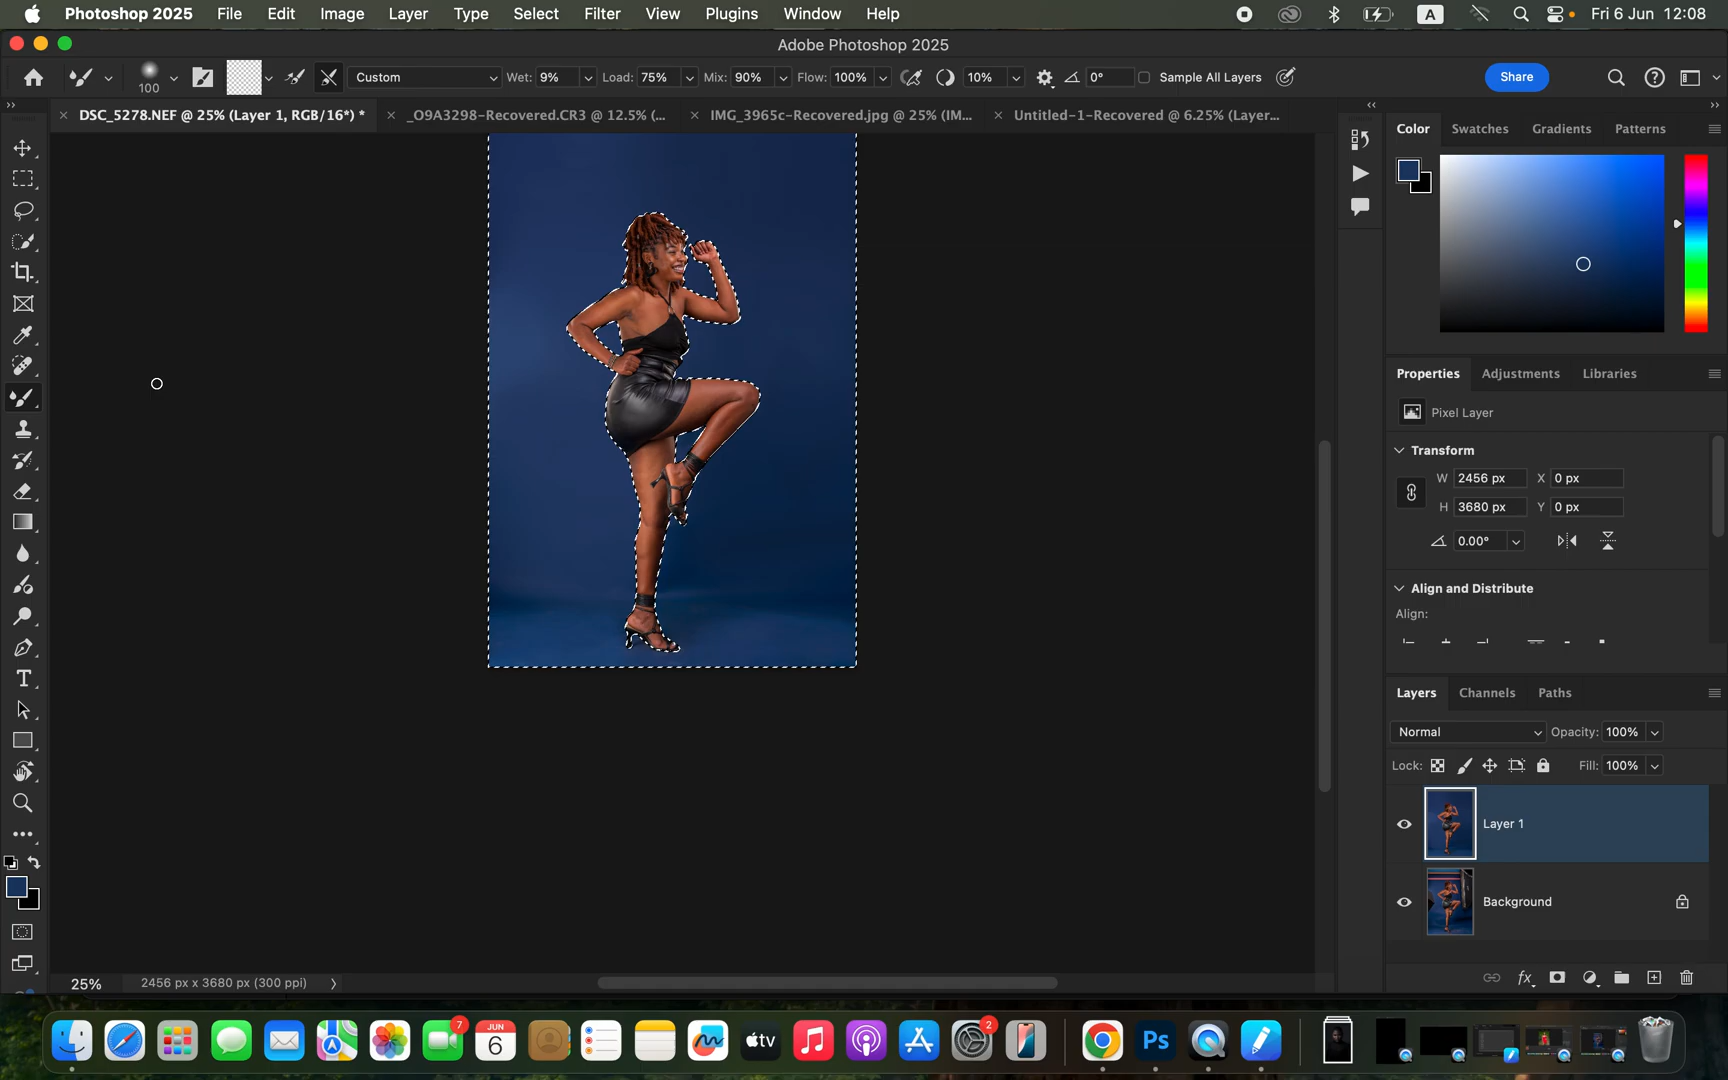 Photoshop 2025 File Edit Image Layer Type Select Filter View Plugins Window Help A Fri 6 Jun 12:08
Adobe Photoshop 2025
100 Custom Wet: 9% Load: 75% Mix: 90% Flow: 100% 10% 0° Sample All Layers Share
DSC_5278.NEF @ 25% (Layer 1, RGB/16*) * _O9A3298-Recovered.CR3 @ 12.5% (... IMG_3965c-Recovered.jpg @ 25% (IM... Untitled-1-Recovered @ 6.25% (Layer...
Color Swatches Gradients Patterns
Properties Adjustments Libraries
Pixel Layer
Transform
W 2456 px X 0 px
H 3680 px Y 0 px
0.00°
Align and Distribute
Align:
Layers Channels Paths
Normal Opacity: 100%
Lock: Fill: 100%
Layer 1
Background
fx
25% 2456 px x 3680 px (300 ppi)
7 JUN 6 tv 2 Ps